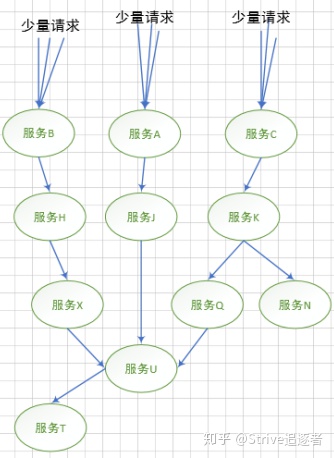 少量请求 少量请求 少量请求
服务B 服务A 服务C
服务H 服务J 服务K
服务X 服务Q 服务N
服务U
服务T
知乎 @Strive追逐者